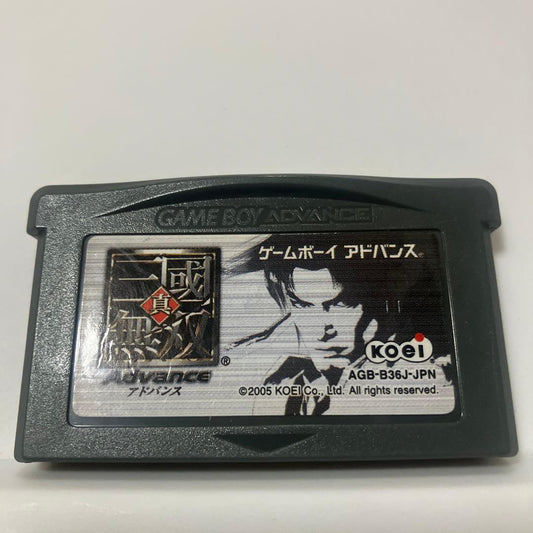 GAME BOY ADVANCE
ゲームボーイ アドバンス
真・三國無双
Advance
アドバンス
®
Koei
AGB-B36J-JPN
©2005 KOEI Co., Ltd. All rights reserved.